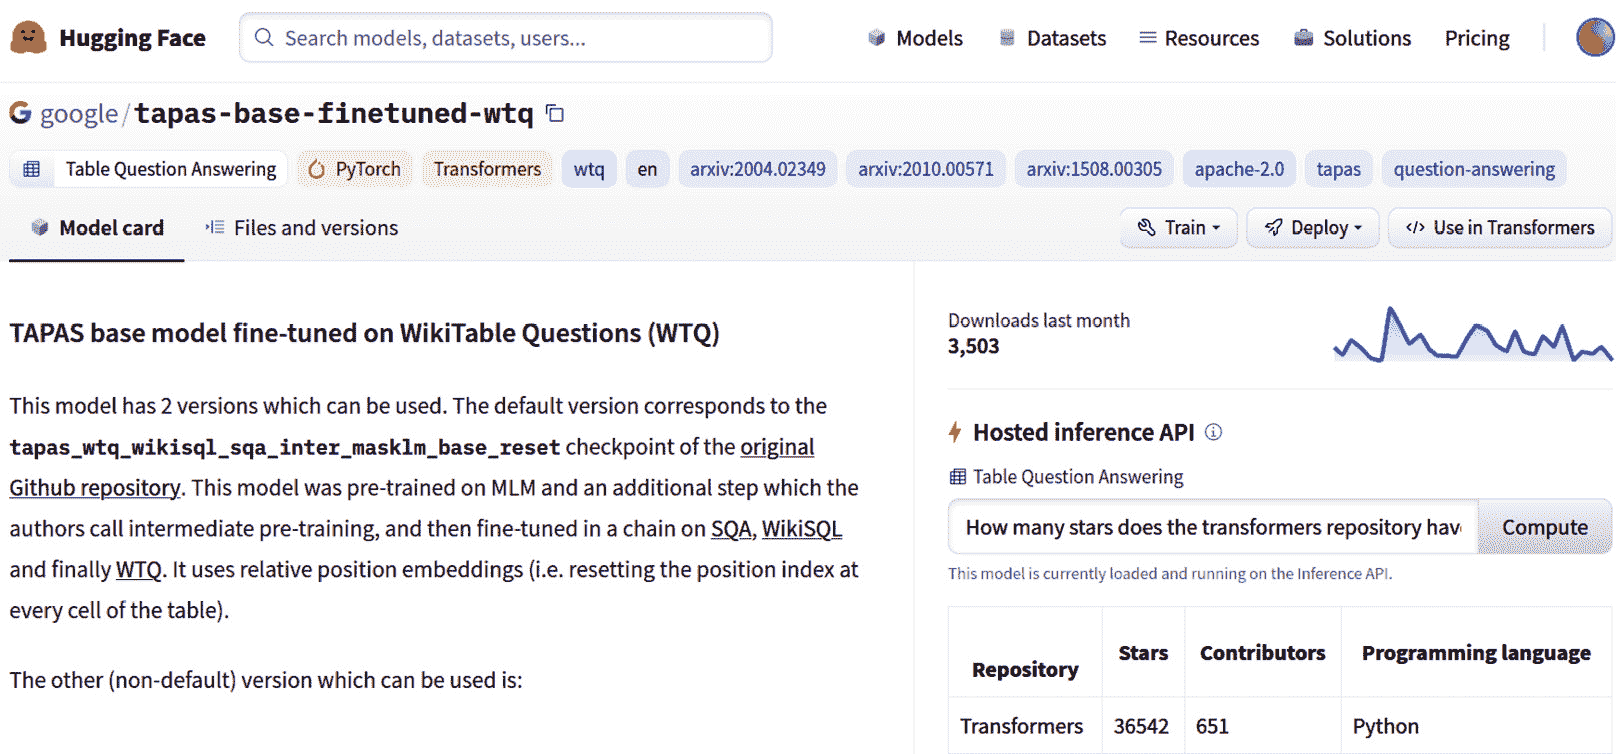 Hugging Face
Search models, datasets, users...
Models
Datasets
Resources
Solutions
Pricing
google/tapas-base-finetuned-wtq
Table Question Answering
PyTorch
Transformers
wtq
en
arxiv:2004.02349
arxiv:2010.00571
arxiv:1508.00305
apache-2.0
tapas
question-answering
Model card
Files and versions
Train
Deploy
</> Use in Transformers
TAPAS base model fine-tuned on WikiTable Questions (WTQ)
This model has 2 versions which can be used. The default version corresponds to the
tapas_wtq_wikisql_sqa_inter_masklm_base_reset checkpoint of the original
Github repository. This model was pre-trained on MLM and an additional step which the
authors call intermediate pre-training, and then fine-tuned in a chain on SQA, WikiSQL
and finally WTQ. It uses relative position embeddings (i.e. resetting the position index at
every cell of the table).
The other (non-default) version which can be used is:
Downloads last month
3,503
Hosted inference API
Table Question Answering
How many stars does the transformers repository have
Compute
This model is currently loaded and running on the Inference API.
Repository Stars Contributors Programming language
Transformers 36542 651 Python